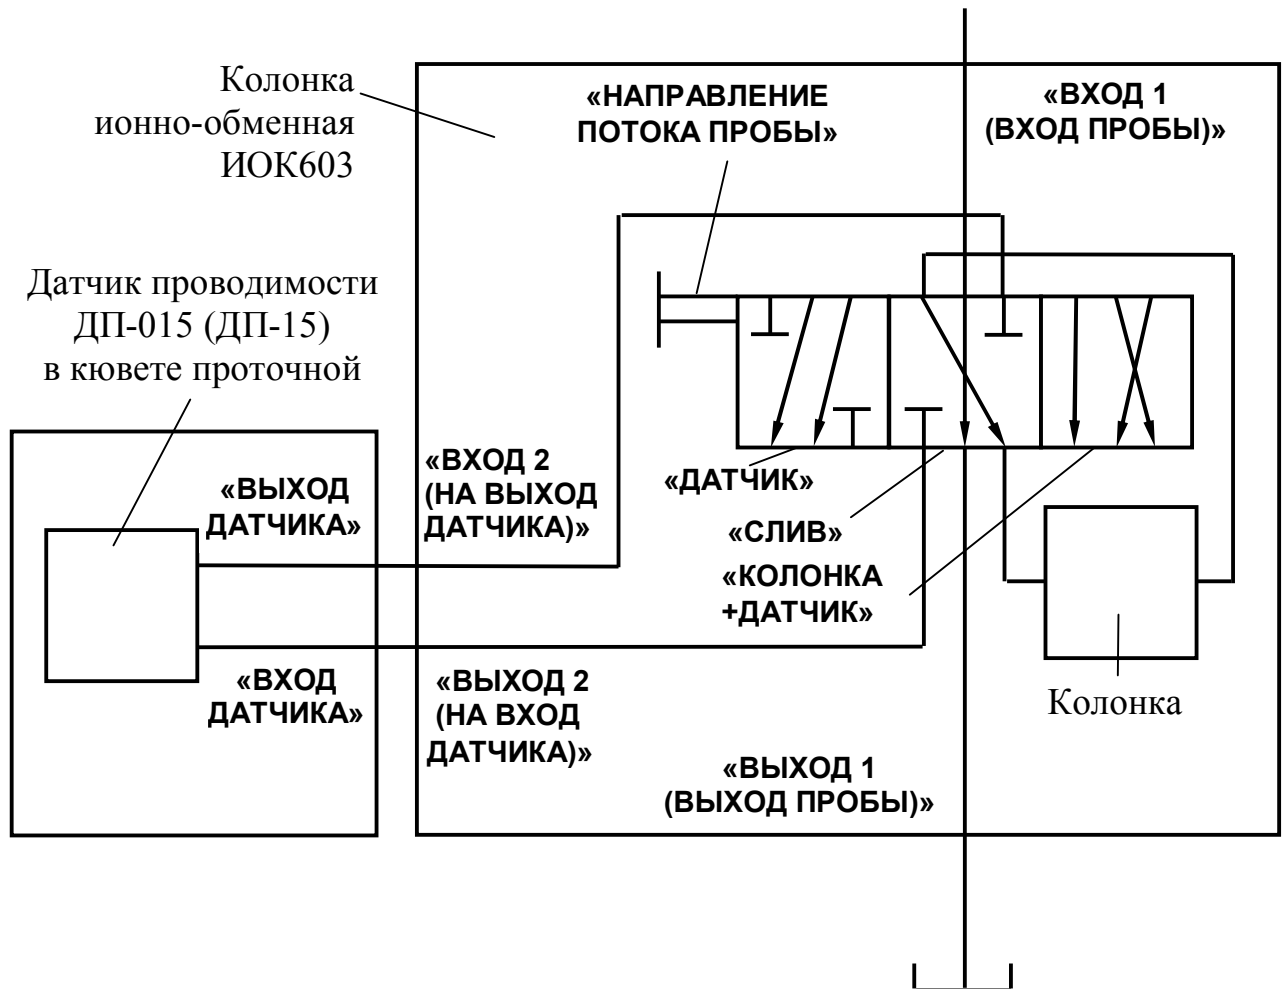 Колонка
ионно-обменная
ИОК603
«НАПРАВЛЕНИЕ
ПОТОКА ПРОБЫ»
«ВХОД 1
(ВХОД ПРОБЫ)»
Датчик проводимости
ДП-015 (ДП-15)
в кювете проточной
«ВЫХОД
ДАТЧИКА»
«ВХОД 2
(НА ВЫХОД
ДАТЧИКА)»
«ДАТЧИК»
«СЛИВ»
«КОЛОНКА
+ДАТЧИК»
«ВХОД
ДАТЧИКА»
«ВЫХОД 2
(НА ВХОД
ДАТЧИКА)»
Колонка
«ВЫХОД 1
(ВЫХОД ПРОБЫ)»